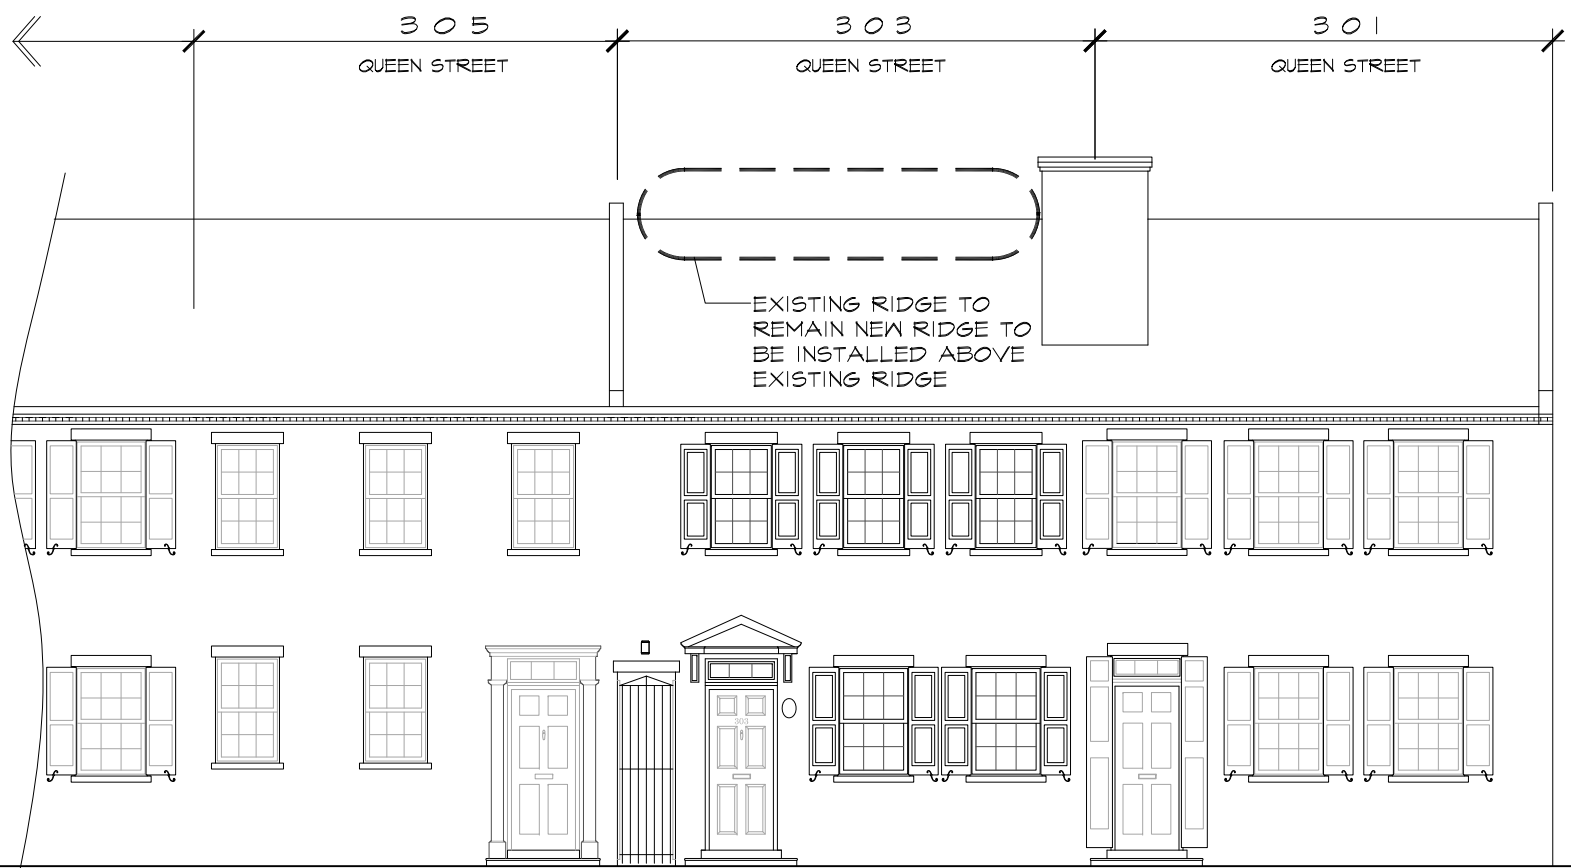 305
QUEEN STREET
303
QUEEN STREET
301
QUEEN STREET
EXISTING RIDGE TO
REMAIN NEW RIDGE TO
BE INSTALLED ABOVE
EXISTING RIDGE
303